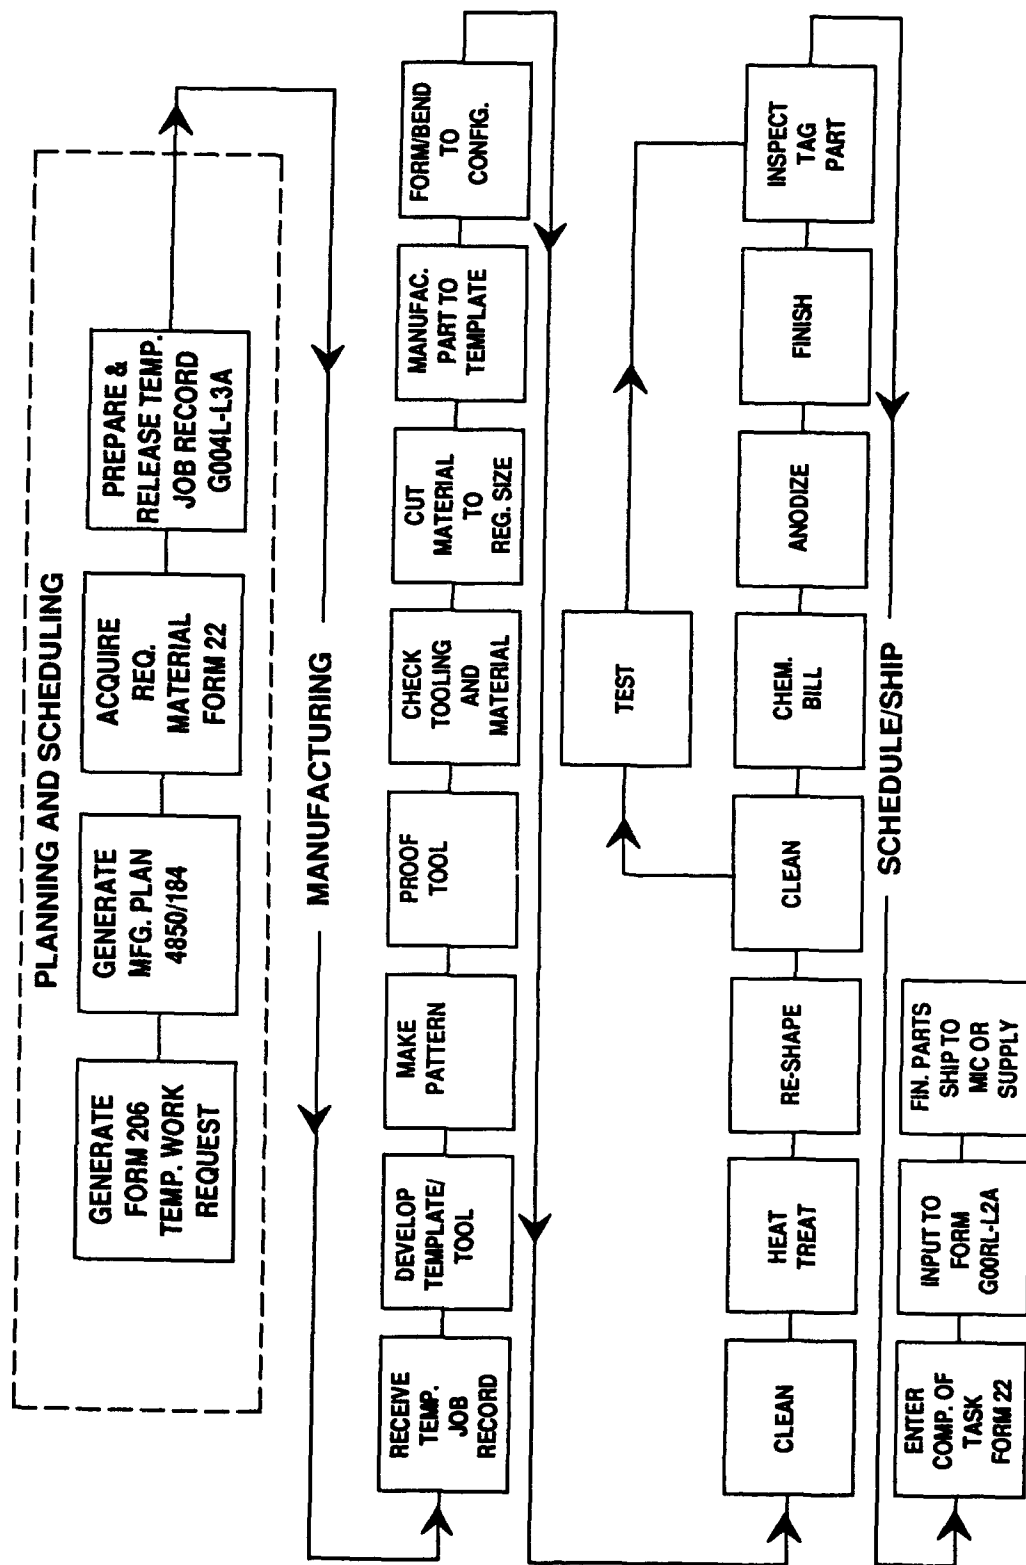 PLANNING AND SCHEDULING
GENERATE
FORM 206
TEMP. WORK
REQUEST
GENERATE
MFG. PLAN
4850/184
ACQUIRE
REQ.
MATERIAL
FORM 22
PREPARE &
RELEASE TEMP.
JOB RECORD
G004L-L3A
MANUFACTURING
RECEIVE
TEMP.
JOB
RECORD
DEVELOP
TEMPLATE/
TOOL
MAKE
PATTERN
PROOF
TOOL
CHECK
TOOLING
AND
MATERIAL
CUT
MATERIAL
TO
REG. SIZE
MANUFAC.
PART TO
TEMPLATE
FORM/BEND
TO
CONFIG.
TEST
CLEAN
HEAT
TREAT
RE-SHAPE
CLEAN
CHEM.
BILL
ANODIZE
FINISH
INSPECT
TAG
PART
SCHEDULE/SHIP
ENTER
COMP. OF
TASK
FORM 22
INPUT TO
FORM
G00RL-L2A
FIN. PARTS
SHIP TO
MIC OR
SUPPLY